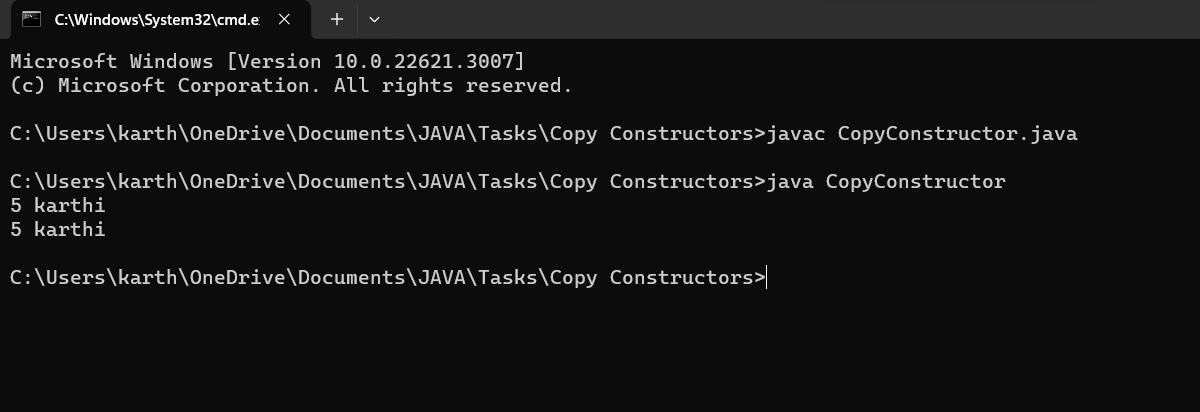 C:\Windows\System32\cmd.e
Microsoft Windows [Version 10.0.22621.3007]
(c) Microsoft Corporation. All rights reserved.
C:\Users\karth\OneDrive\Documents\JAVA\Tasks\Copy Constructors>javac CopyConstructor.java
C:\Users\karth\OneDrive\Documents\JAVA\Tasks\Copy Constructors>java CopyConstructor
5 karthi
5 karthi
C:\Users\karth\OneDrive\Documents\JAVA\Tasks\Copy Constructors>